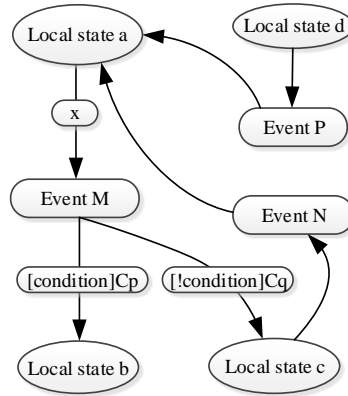 Local state a
Local state d
x
Event P
Event M
Event N
[condition]Cp
[!condition]Cq
Local state b
Local state c